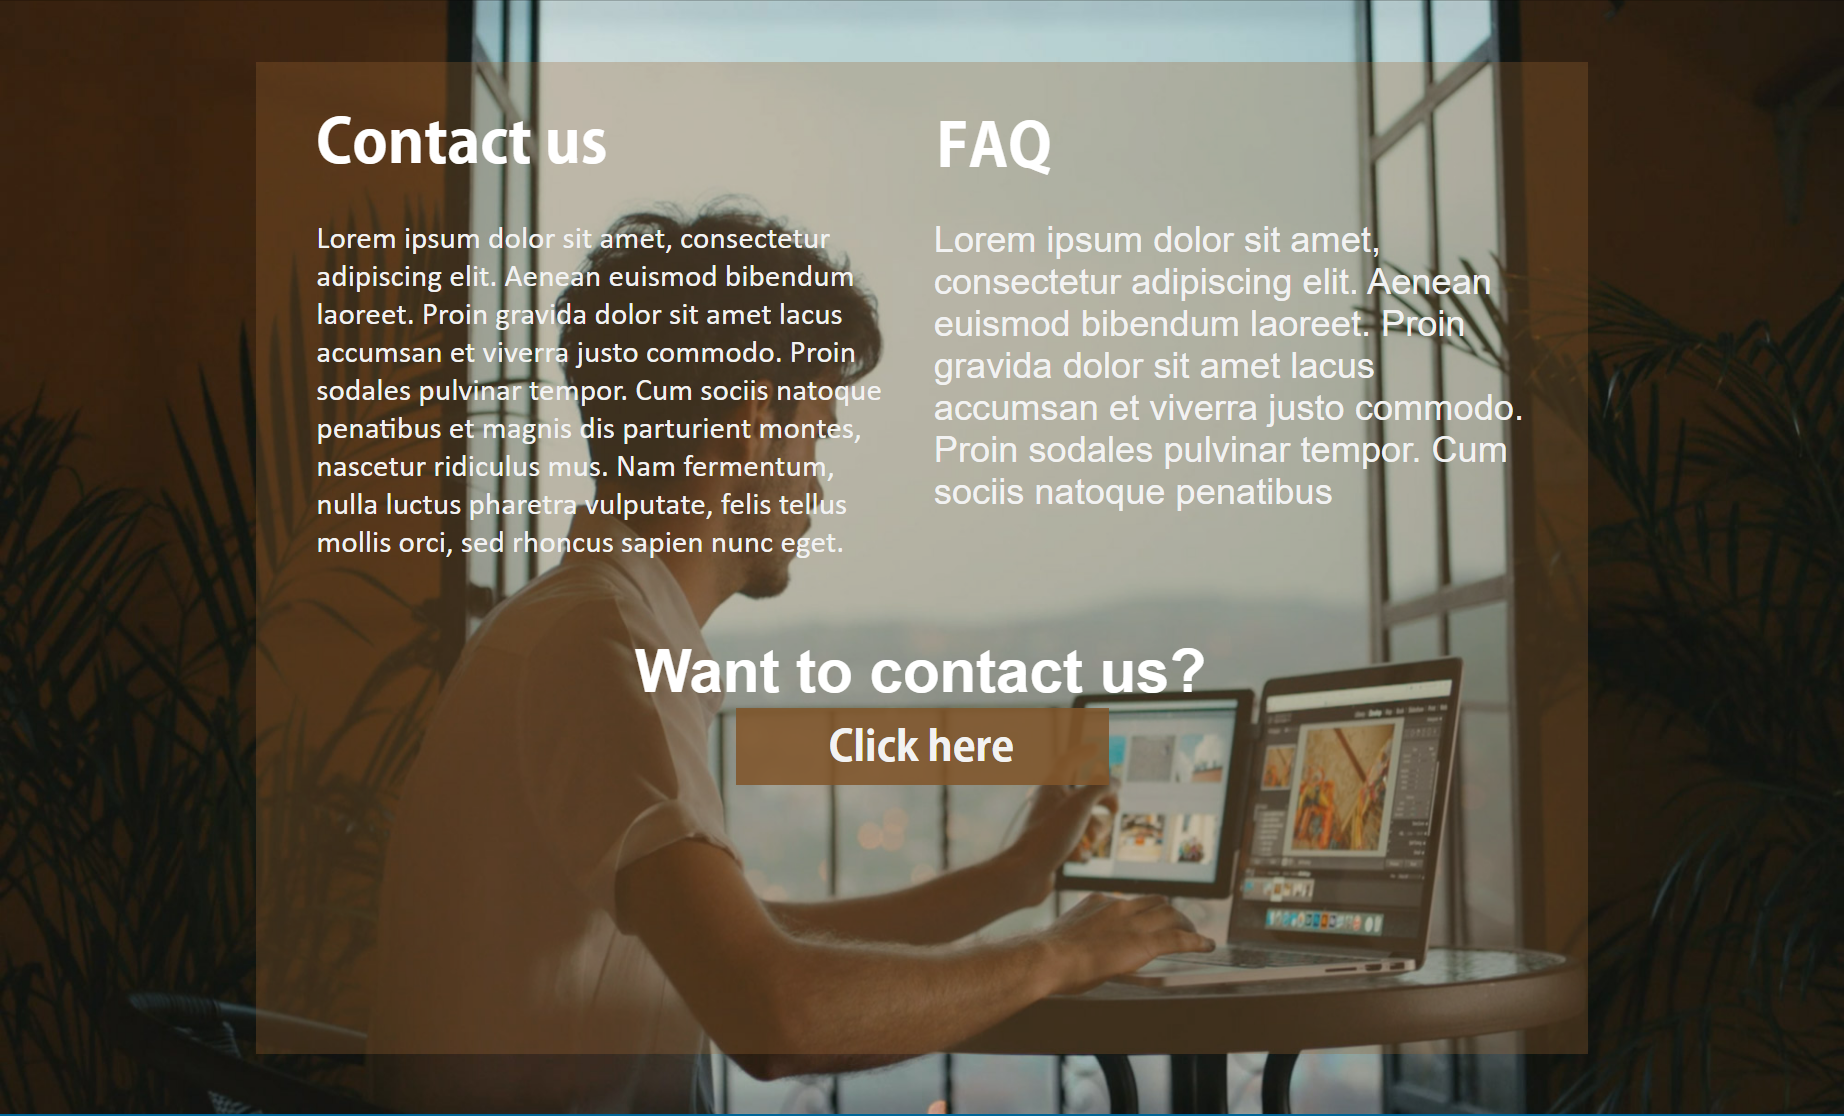 Contact us
Lorem ipsum dolor sit amet, consectetur
adipiscing elit. Aenean euismod bibendum
laoreet. Proin gravida dolor sit amet lacus
accumsan et viverra justo commodo. Proin
sodales pulvinar tempor. Cum sociis natoque
penatibus et magnis dis parturient montes,
nascetur ridiculus mus. Nam fermentum,
nulla luctus pharetra vulputate, felis tellus
mollis orci, sed rhoncus sapien nunc eget.
FAQ
Lorem ipsum dolor sit amet,
consectetur adipiscing elit. Aenean
euismod bibendum laoreet. Proin
gravida dolor sit amet lacus
accumsan et viverra justo commodo.
Proin sodales pulvinar tempor. Cum
sociis natoque penatibus
Want to contact us?
Click here